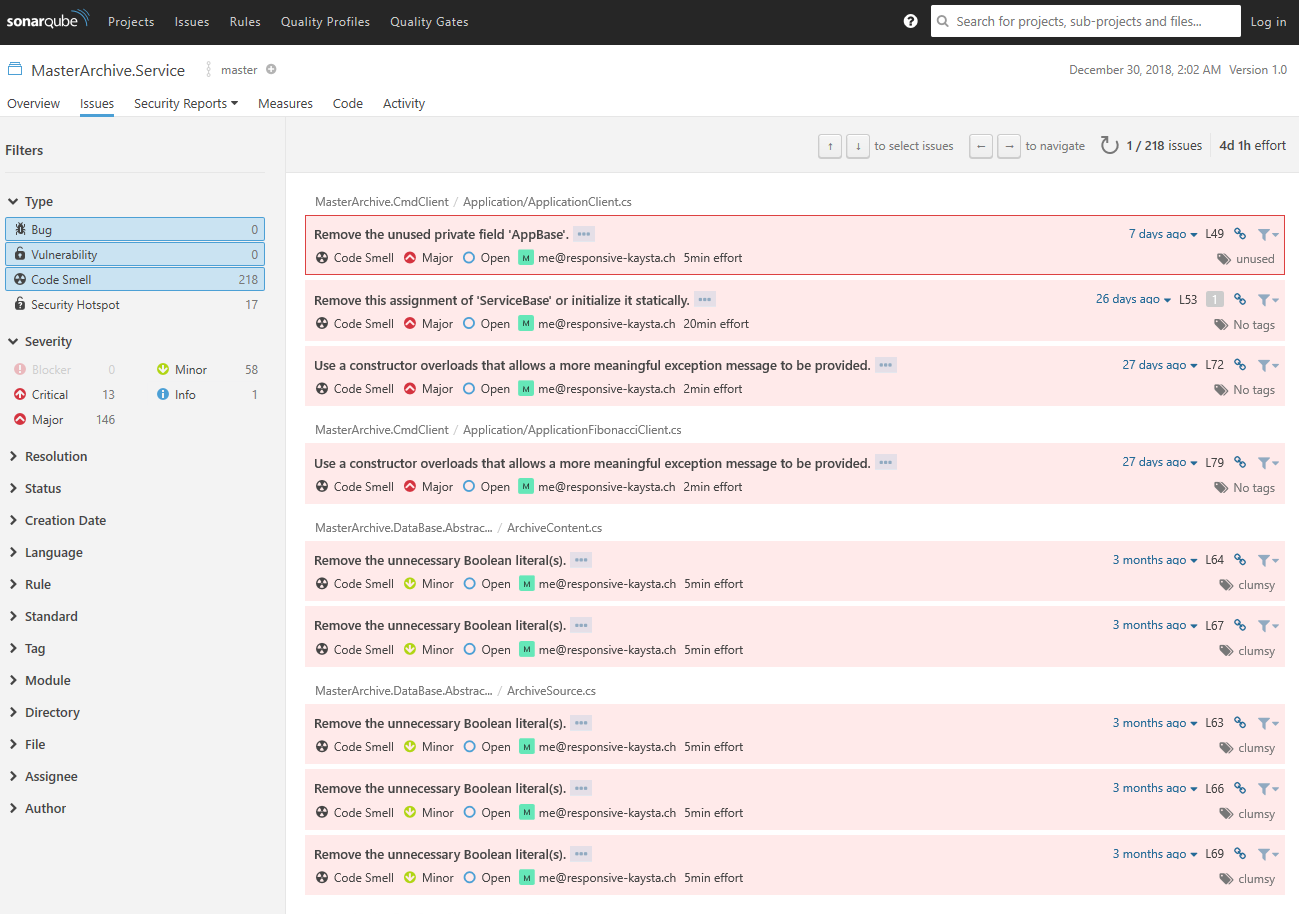 sonarqube Projects Issues Rules Quality Profiles Quality Gates ? Search for projects, sub-projects and files... Log in
MasterArchive.Service master December 30, 2018, 2:02 AM Version 1.0
Overview Issues Security Reports Measures Code Activity
Filters
Type
Bug 0
Vulnerability 0
Code Smell 218
Security Hotspot 17
Severity
Blocker 0 Minor 58
Critical 13 Info 1
Major 146
Resolution
Status
Creation Date
Language
Rule
Standard
Tag
Module
Directory
File
Assignee
Author
↑ ↓ to select issues ← → to navigate 1 / 218 issues 4d 1h effort
MasterArchive.CmdClient / Application/ApplicationClient.cs
Remove the unused private field 'AppBase'. ••• 7 days ago L49
Code Smell Major Open M me@responsive-kaysta.ch 5min effort unused
Remove this assignment of 'ServiceBase' or initialize it statically. ••• 26 days ago L53 1
Code Smell Major Open M me@responsive-kaysta.ch 20min effort No tags
Use a constructor overloads that allows a more meaningful exception message to be provided. ••• 27 days ago L72
Code Smell Major Open M me@responsive-kaysta.ch 2min effort No tags
MasterArchive.CmdClient / Application/ApplicationFibonacciClient.cs
Use a constructor overloads that allows a more meaningful exception message to be provided. ••• 27 days ago L79
Code Smell Major Open M me@responsive-kaysta.ch 2min effort No tags
MasterArchive.DataBase.Abstrac... / ArchiveContent.cs
Remove the unnecessary Boolean literal(s). ••• 3 months ago L64
Code Smell Minor Open M me@responsive-kaysta.ch 5min effort clumsy
Remove the unnecessary Boolean literal(s). ••• 3 months ago L67
Code Smell Minor Open M me@responsive-kaysta.ch 5min effort clumsy
MasterArchive.DataBase.Abstrac... / ArchiveSource.cs
Remove the unnecessary Boolean literal(s). ••• 3 months ago L63
Code Smell Minor Open M me@responsive-kaysta.ch 5min effort clumsy
Remove the unnecessary Boolean literal(s). ••• 3 months ago L66
Code Smell Minor Open M me@responsive-kaysta.ch 5min effort clumsy
Remove the unnecessary Boolean literal(s). ••• 3 months ago L69
Code Smell Minor Open M me@responsive-kaysta.ch 5min effort clumsy